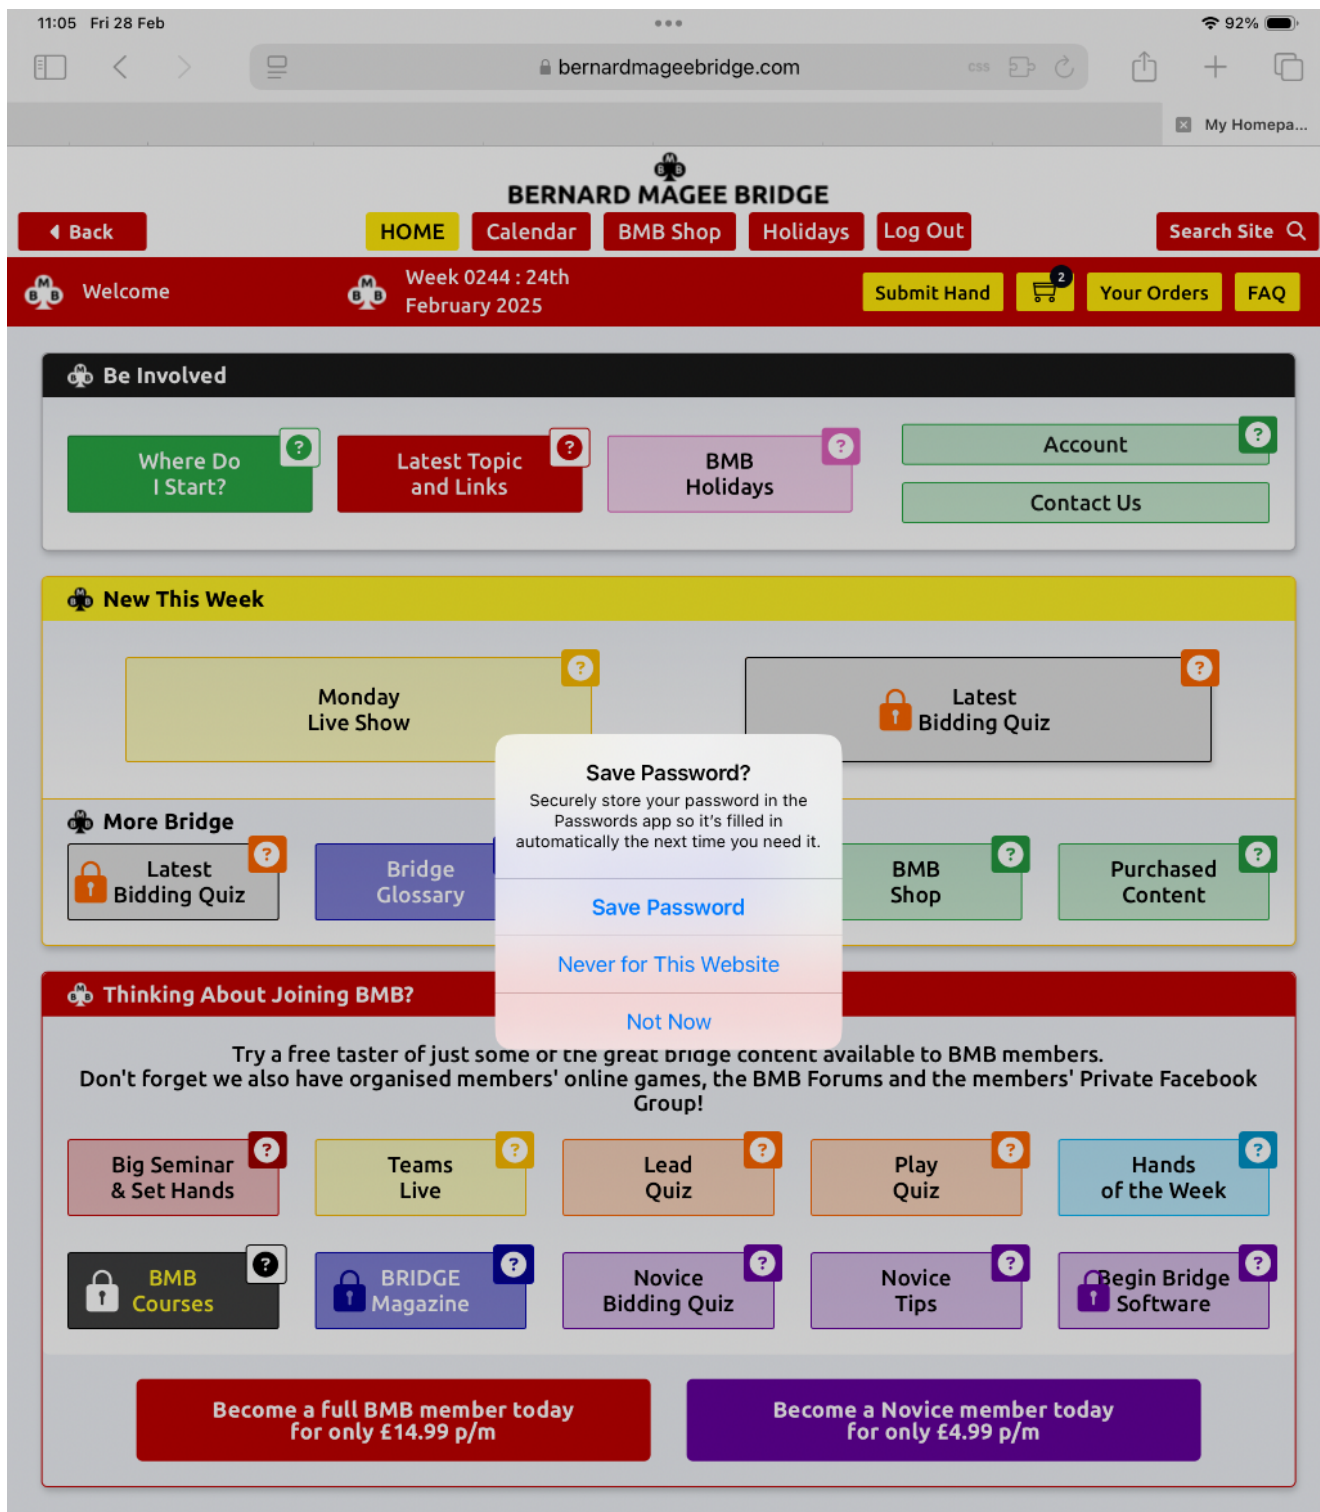 11:05 Fri 28 Feb
92%
bernardmageebridge.com
css
My Homepa...
M
B B
BERNARD MAGEE BRIDGE
Back
HOME
Calendar
BMB Shop
Holidays
Log Out
Search Site
Welcome
Week 0244 : 24th
February 2025
Submit Hand
2
Your Orders
FAQ
Be Involved
Where Do
I Start?
?
Latest Topic
and Links
?
BMB
Holidays
?
Account
?
Contact Us
New This Week
Monday
Live Show
?
Latest
Bidding Quiz
?
More Bridge
Latest
Bidding Quiz
?
Bridge
Glossary
BMB
Shop
?
Purchased
Content
?
Save Password?
Securely store your password in the
Passwords app so it's filled in
automatically the next time you need it.
Save Password
Never for This Website
Not Now
Thinking About Joining BMB?
Try a free taster of just some of the great bridge content available to BMB members.
Don't forget we also have organised members' online games, the BMB Forums and the members' Private Facebook
Group!
Big Seminar
& Set Hands
?
Teams
Live
?
Lead
Quiz
?
Play
Quiz
?
Hands
of the Week
?
BMB
Courses
?
BRIDGE
Magazine
?
Novice
Bidding Quiz
?
Novice
Tips
?
Begin Bridge
Software
?
Become a full BMB member today
for only £14.99 p/m
Become a Novice member today
for only £4.99 p/m